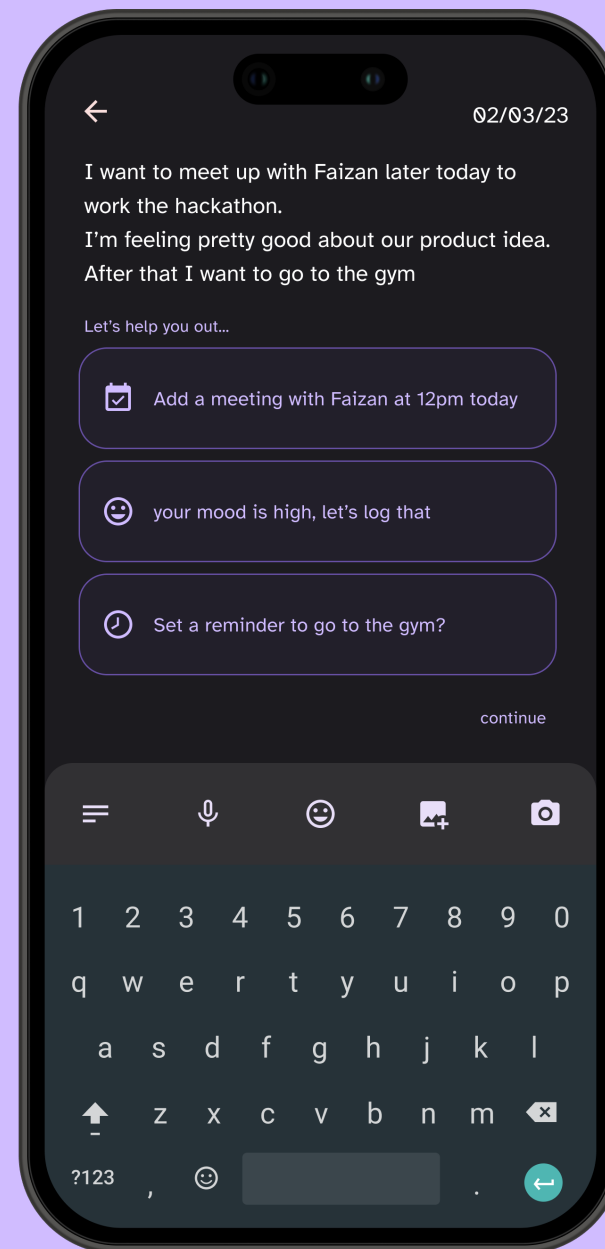 02/03/23
I want to meet up with Faizan later today to
work the hackathon.
I'm feeling pretty good about our product idea.
After that I want to go to the gym
Let's help you out...
Add a meeting with Faizan at 12pm today
your mood is high, let's log that
Set a reminder to go to the gym?
continue
1 2 3 4 5 6 7 8 9 0
q w e r t y u i o p
a s d f g h j k l
z x c v b n m
?123 , .